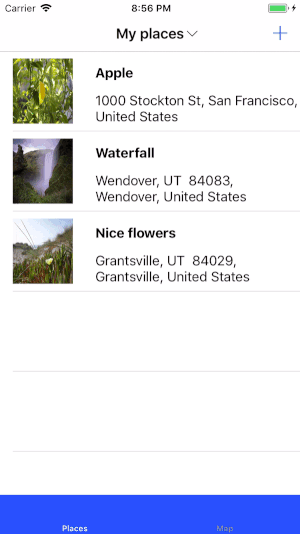 Carrier 8:56 PM
My places
Apple
1000 Stockton St, San Francisco,
United States
Waterfall
Wendover, UT  84083,
Wendover, United States
Nice flowers
Grantsville, UT  84029,
Grantsville, United States
Places Map